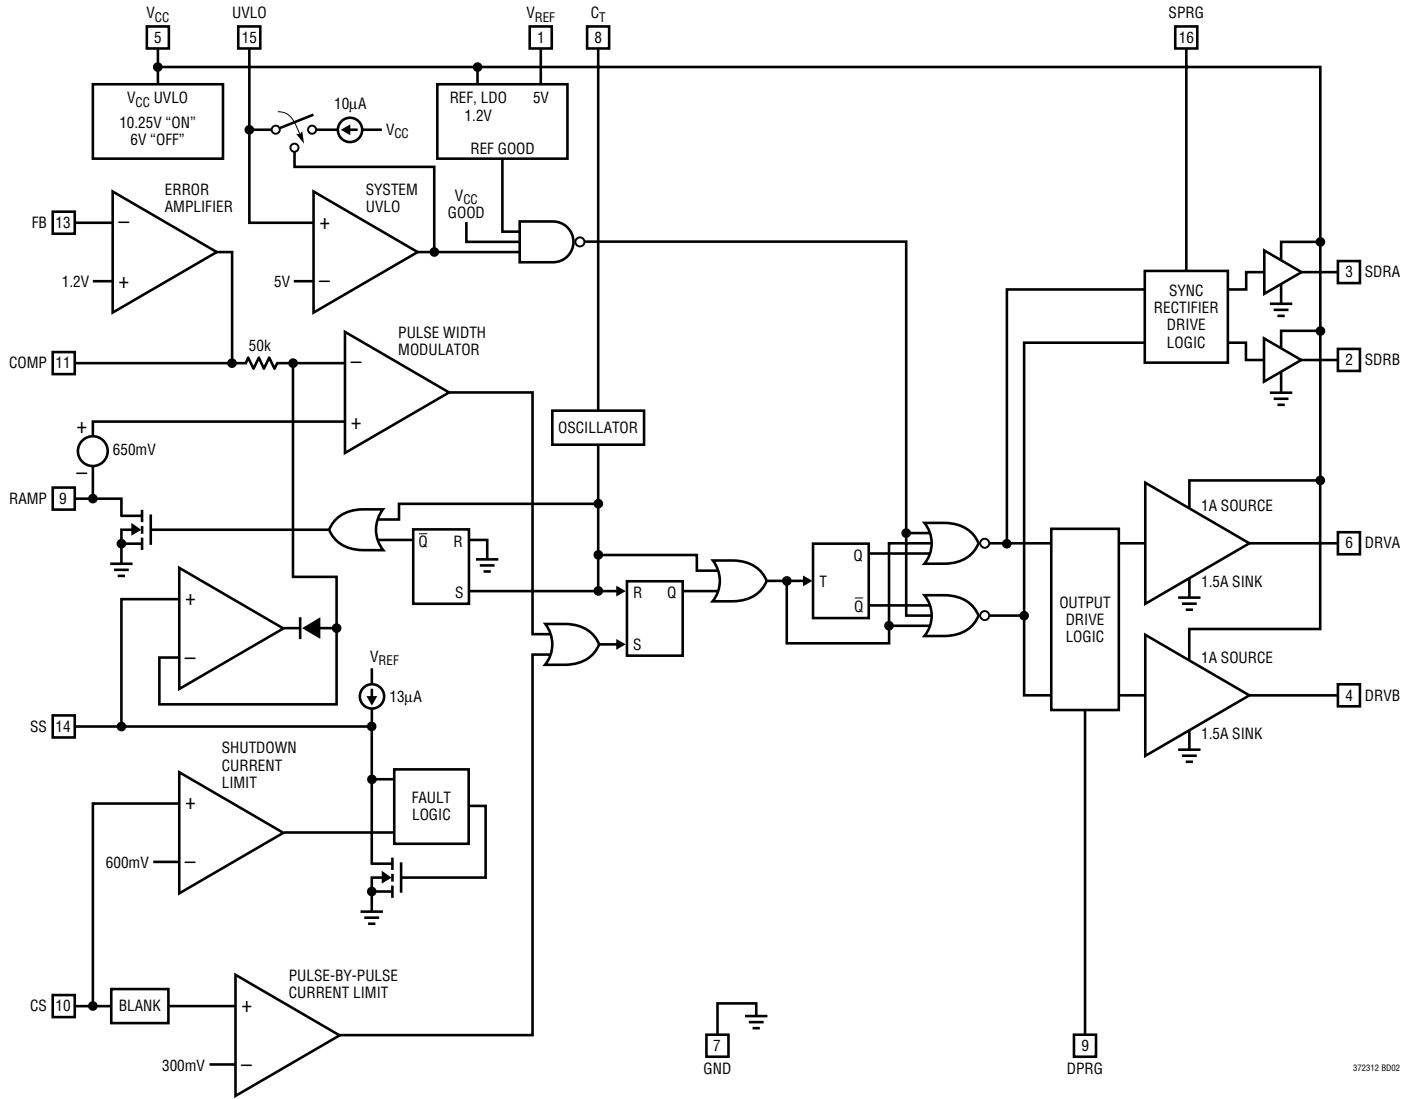 VCC
5
UVLO
15
VREF
1
CT
8
SPRG
16
VCC UVLO
10.25V “ON”
6V “OFF”
10µA
VCC
REF, LDO
1.2V
5V
REF GOOD
ERROR
AMPLIFIER
FB 13
−
1.2V
+
SYSTEM
UVLO
+
5V
−
VCC
GOOD
SYNC
RECTIFIER
DRIVE
LOGIC
3 SDRA
2 SDRB
COMP 11
50k
PULSE WIDTH
MODULATOR
−
+
+
650mV
−
RAMP 9
OSCILLATOR
Q̅ R
S
R Q
S
T
Q
Q̅
OUTPUT
DRIVE
LOGIC
1A SOURCE
1.5A SINK
6 DRVA
1A SOURCE
1.5A SINK
4 DRVB
+
−
VREF
13µA
SS 14
SHUTDOWN
CURRENT
LIMIT
+
600mV
−
FAULT
LOGIC
PULSE-BY-PULSE
CURRENT LIMIT
CS 10
BLANK
+
300mV
−
7
GND
9
DPRG
372312 BD02